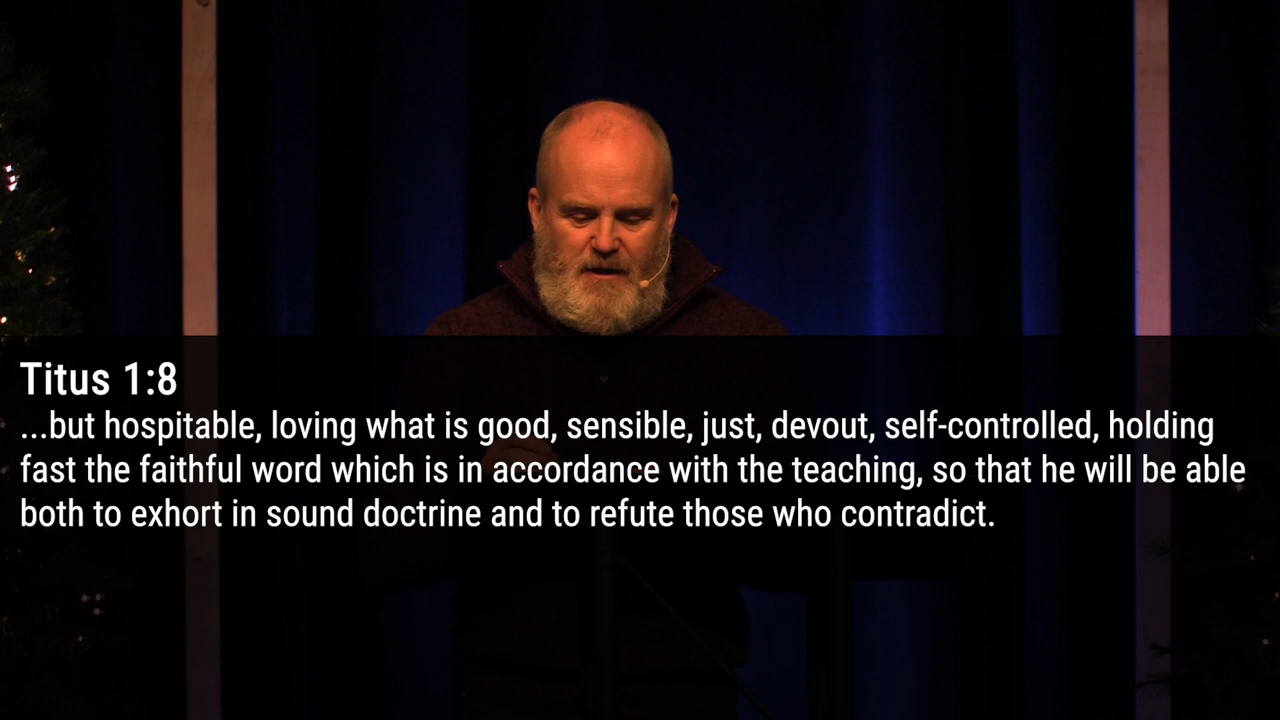 Titus 1:8
...but hospitable, loving what is good, sensible, just, devout, self-controlled, holding
fast the faithful word which is in accordance with the teaching, so that he will be able
both to exhort in sound doctrine and to refute those who contradict.